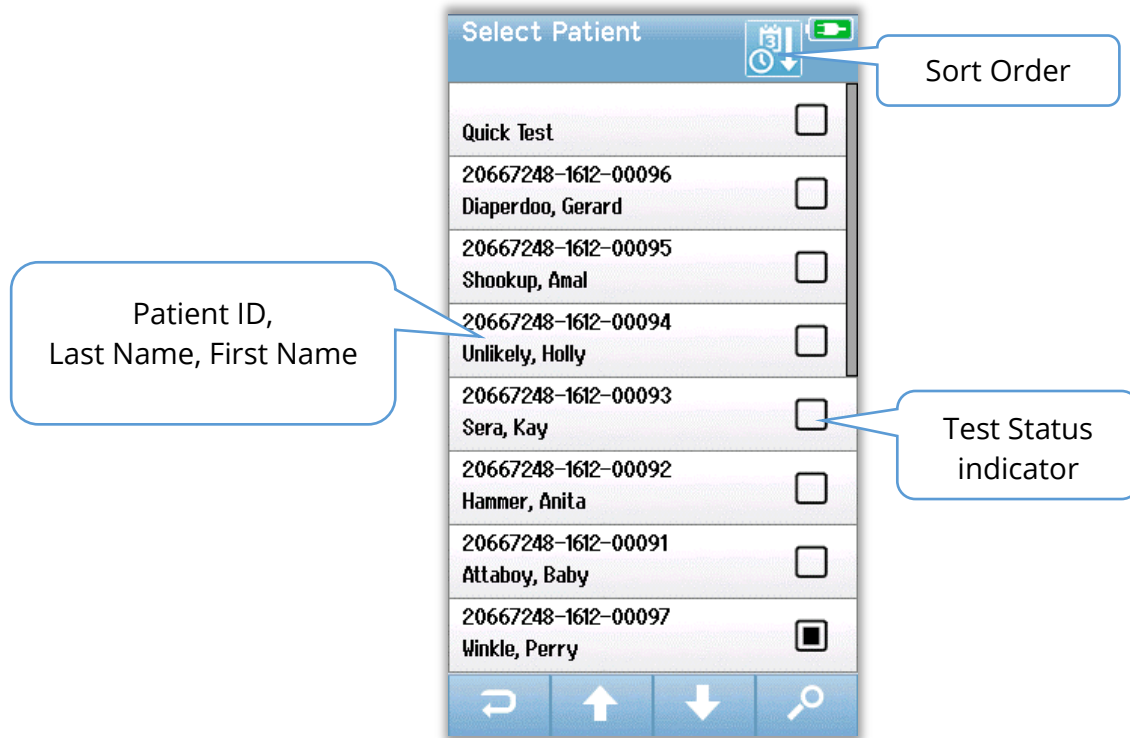 Select Patient
3
Sort Order
Quick Test
20667248-1612-00096
Diaperdoo, Gerard
20667248-1612-00095
Shookup, Amal
20667248-1612-00094
Unlikely, Holly
Patient ID,
Last Name, First Name
20667248-1612-00093
Sera, Kay
Test Status
indicator
20667248-1612-00092
Hammer, Anita
20667248-1612-00091
Attaboy, Baby
20667248-1612-00097
Winkle, Perry